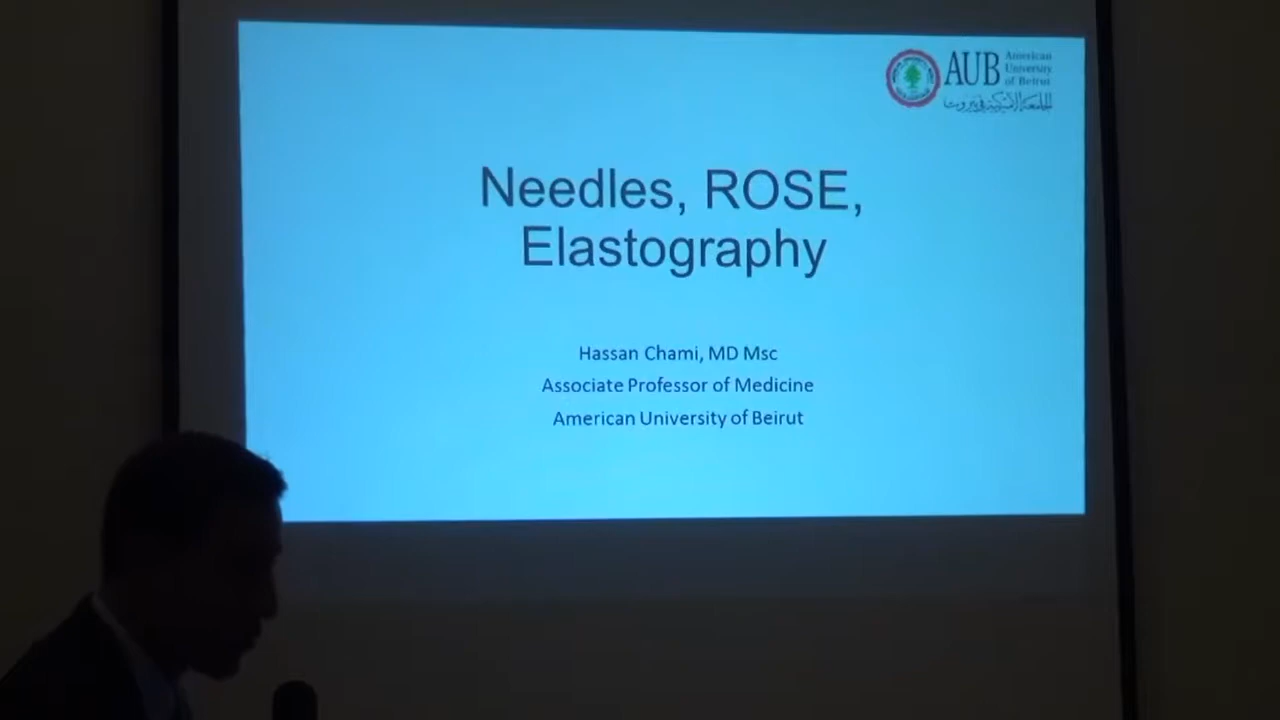 AUB
American
University
of Beirut
الجامعة الأميركية في بيروت
Needles, ROSE,
Elastography
Hassan Chami, MD Msc
Associate Professor of Medicine
American University of Beirut